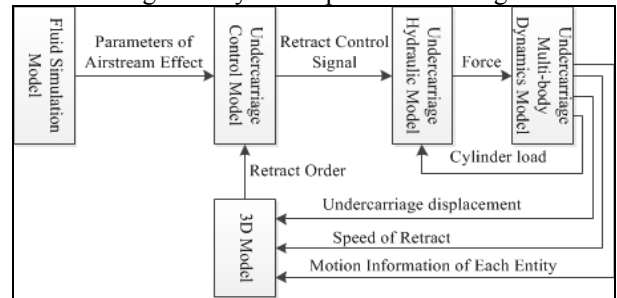 Fluid Simulation
Model
Parameters of
Airstream Effect
Undercarriage
Control Model
Retract Control
Signal
Undercarriage
Hydraulic Model
Force
Undercarriage
Multi-body
Dynamics Model
Cylinder load
Retract Order
3D Model
Undercarriage displacement
Speed of Retract
Motion Information of Each Entity